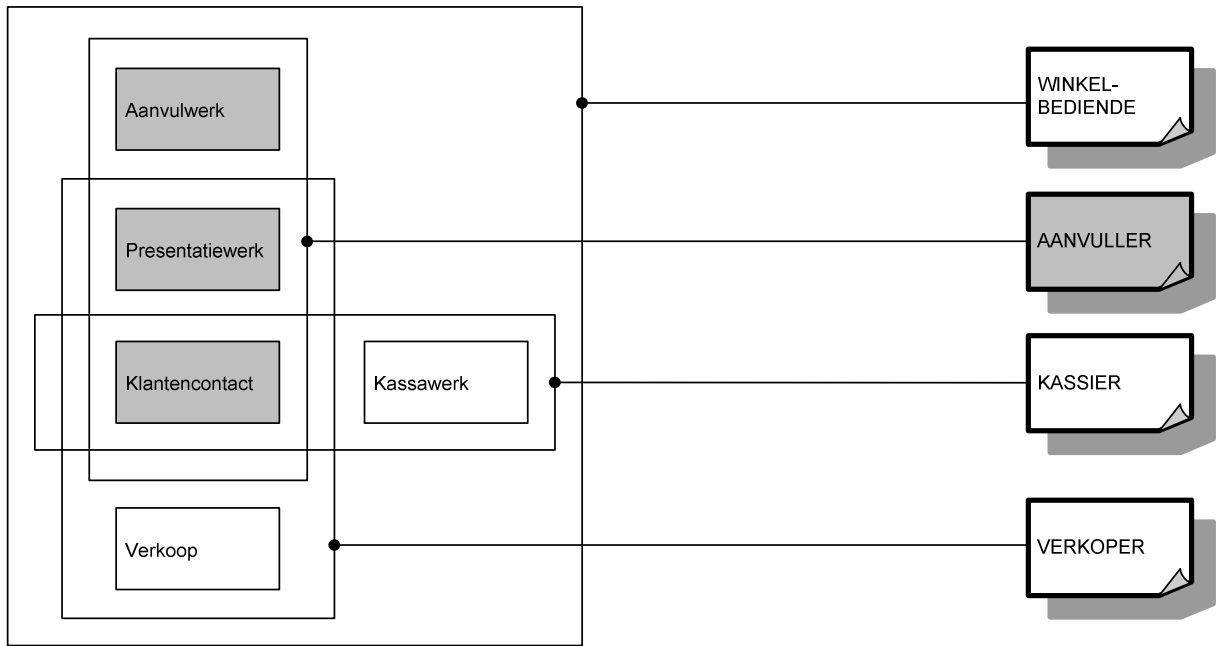 Aanvulwerk
WINKEL-
BEDIENDE
Presentatiewerk
AANVULLER
Klantencontact
Kassawerk
KASSIER
Verkoop
VERKOPER